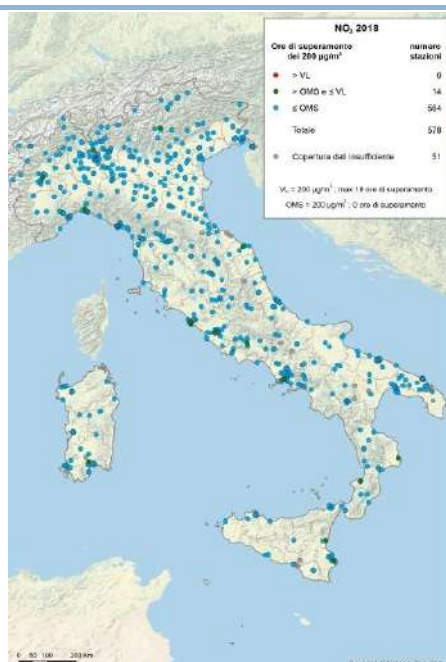 NO₂ 2018
Ore di superamento numero
dei 200 µg/m³ stazioni
> VL 0
> OMS e ≤ VL 14
≤ OMS 564
Totale 578
Copertura dati insufficiente 51
VL = 200 µg/m³ ; max 18 ore di superamento
OMS = 200 µg/m³ ; 0 ore di superamento
0 50 100 200 Km